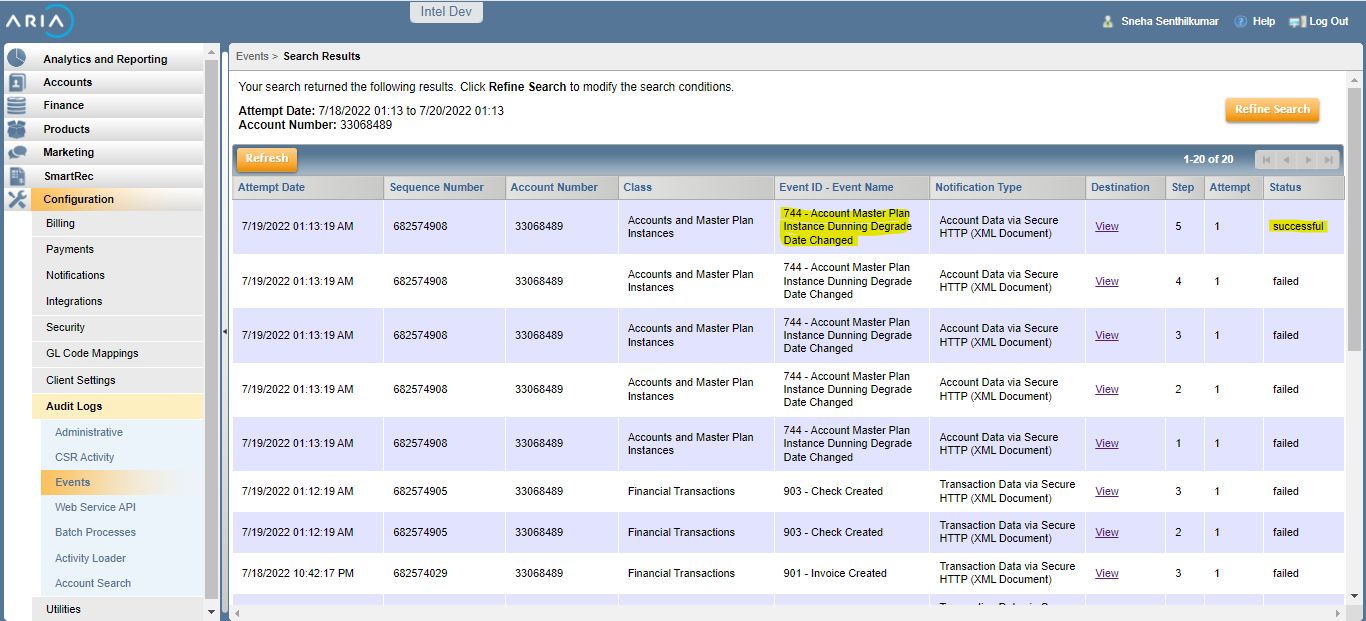 ARIA
Intel Dev
Sneha Senthilkumar
Help
Log Out
Analytics and Reporting
Accounts
Finance
Products
Marketing
SmartRec
Configuration
Billing
Payments
Notifications
Integrations
Security
GL Code Mappings
Client Settings
Audit Logs
Administrative
CSR Activity
Events
Web Service API
Batch Processes
Activity Loader
Account Search
Utilities
Events > Search Results
Your search returned the following results. Click Refine Search to modify the search conditions.
Attempt Date: 7/18/2022 01:13 to 7/20/2022 01:13
Account Number: 33068489
Refine Search
Refresh
1-20 of 20
Attempt Date Sequence Number Account Number Class Event ID - Event Name Notification Type Destination Step Attempt Status
7/19/2022 01:13:19 AM 682574908 33068489 Accounts and Master Plan Instances 744 - Account Master Plan Instance Dunning Degrade Date Changed Account Data via Secure HTTP (XML Document) View 5 1 successful
7/19/2022 01:13:19 AM 682574908 33068489 Accounts and Master Plan Instances 744 - Account Master Plan Instance Dunning Degrade Date Changed Account Data via Secure HTTP (XML Document) View 4 1 failed
7/19/2022 01:13:19 AM 682574908 33068489 Accounts and Master Plan Instances 744 - Account Master Plan Instance Dunning Degrade Date Changed Account Data via Secure HTTP (XML Document) View 3 1 failed
7/19/2022 01:13:19 AM 682574908 33068489 Accounts and Master Plan Instances 744 - Account Master Plan Instance Dunning Degrade Date Changed Account Data via Secure HTTP (XML Document) View 2 1 failed
7/19/2022 01:13:19 AM 682574908 33068489 Accounts and Master Plan Instances 744 - Account Master Plan Instance Dunning Degrade Date Changed Account Data via Secure HTTP (XML Document) View 1 1 failed
7/19/2022 01:12:19 AM 682574905 33068489 Financial Transactions 903 - Check Created Transaction Data via Secure HTTP (XML Document) View 3 1 failed
7/19/2022 01:12:19 AM 682574905 33068489 Financial Transactions 903 - Check Created Transaction Data via Secure HTTP (XML Document) View 2 1 failed
7/18/2022 10:42:17 PM 682574029 33068489 Financial Transactions 901 - Invoice Created Transaction Data via Secure HTTP (XML Document) View 3 1 failed